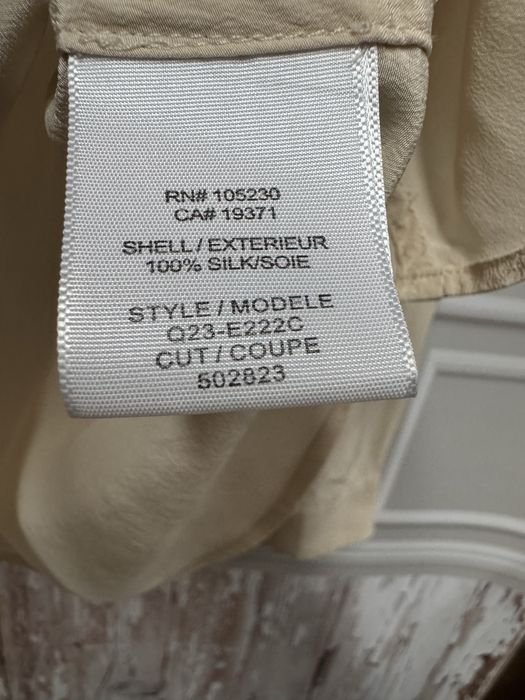 RN# 105230
CA# 19371
SHELL / EXTERIEUR
100% SILK/SOIE
STYLE / MODELE
Q23-E222C
CUT / COUPE
502823